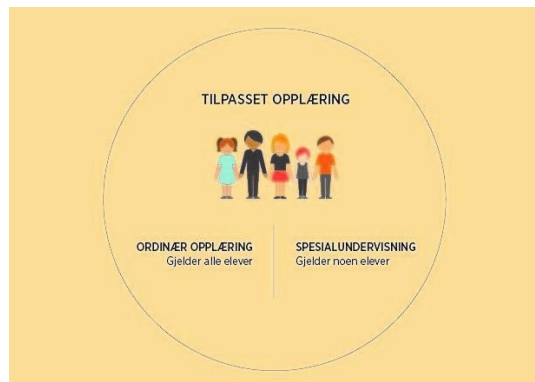 TILPASSET OPPLÆRING
ORDINÆR OPPLÆRING
Gjelder alle elever
SPESIALUNDERVISNING
Gjelder noen elever